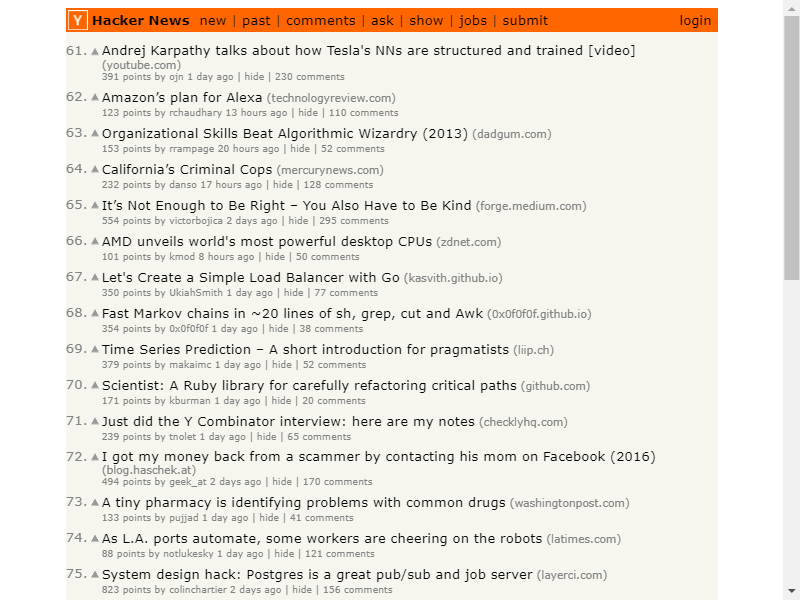 Y Hacker News new | past | comments | ask | show | jobs | submit login
61. Andrej Karpathy talks about how Tesla's NNs are structured and trained [video]
(youtube.com)
391 points by ojn 1 day ago | hide | 230 comments
62. Amazon’s plan for Alexa (technologyreview.com)
123 points by rchaudhary 13 hours ago | hide | 110 comments
63. Organizational Skills Beat Algorithmic Wizardry (2013) (dadgum.com)
153 points by rrampage 20 hours ago | hide | 52 comments
64. California’s Criminal Cops (mercurynews.com)
232 points by danso 17 hours ago | hide | 128 comments
65. It’s Not Enough to Be Right – You Also Have to Be Kind (forge.medium.com)
554 points by victorbojica 2 days ago | hide | 295 comments
66. AMD unveils world's most powerful desktop CPUs (zdnet.com)
101 points by kmod 8 hours ago | hide | 50 comments
67. Let's Create a Simple Load Balancer with Go (kasvith.github.io)
350 points by UkiahSmith 1 day ago | hide | 77 comments
68. Fast Markov chains in ~20 lines of sh, grep, cut and Awk (0x0f0f0f.github.io)
354 points by 0x0f0f0f 1 day ago | hide | 38 comments
69. Time Series Prediction – A short introduction for pragmatists (liip.ch)
379 points by makaimc 1 day ago | hide | 52 comments
70. Scientist: A Ruby library for carefully refactoring critical paths (github.com)
171 points by kburman 1 day ago | hide | 20 comments
71. Just did the Y Combinator interview: here are my notes (checklyhq.com)
239 points by tnolet 1 day ago | hide | 65 comments
72. I got my money back from a scammer by contacting his mom on Facebook (2016)
(blog.haschek.at)
494 points by geek_at 2 days ago | hide | 170 comments
73. A tiny pharmacy is identifying problems with common drugs (washingtonpost.com)
133 points by pujjad 1 day ago | hide | 41 comments
74. As L.A. ports automate, some workers are cheering on the robots (latimes.com)
88 points by notlukesky 1 day ago | hide | 121 comments
75. System design hack: Postgres is a great pub/sub and job server (layerci.com)
823 points by colinchartier 2 days ago | hide | 156 comments